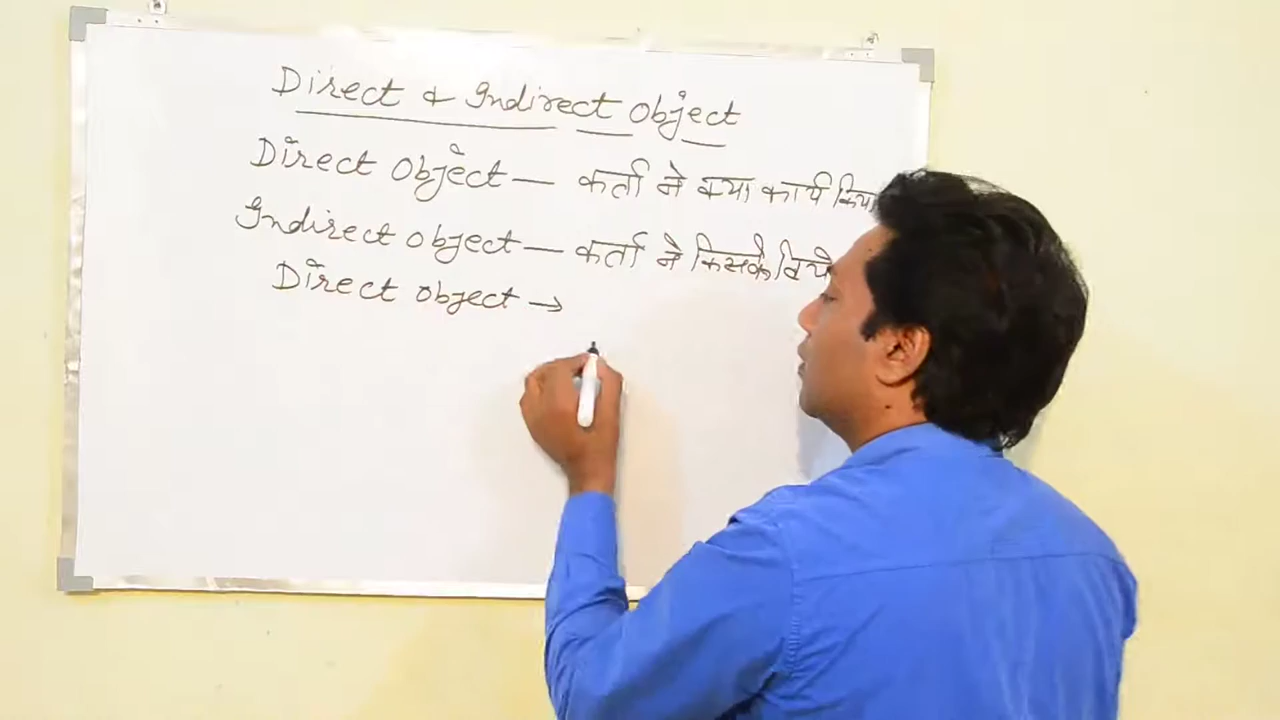 Direct & Indirect Object
Direct Object — कर्ता ने क्या कार्य किया
Indirect Object — कर्ता ने किसके लिये
Direct Object →